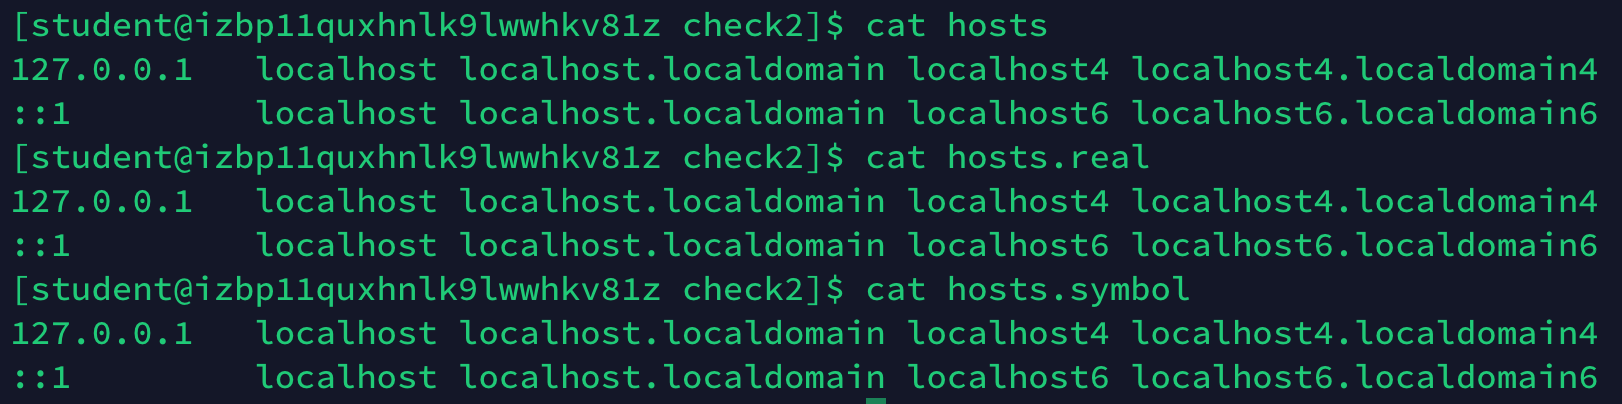 [student@izbp11quxhnlk9lwwhkv81z check2]$ cat hosts
127.0.0.1   localhost localhost.localdomain localhost4 localhost4.localdomain4
::1         localhost localhost.localdomain localhost6 localhost6.localdomain6
[student@izbp11quxhnlk9lwwhkv81z check2]$ cat hosts.real
127.0.0.1   localhost localhost.localdomain localhost4 localhost4.localdomain4
::1         localhost localhost.localdomain localhost6 localhost6.localdomain6
[student@izbp11quxhnlk9lwwhkv81z check2]$ cat hosts.symbol
127.0.0.1   localhost localhost.localdomain localhost4 localhost4.localdomain4
::1         localhost localhost.localdomain localhost6 localhost6.localdomain6